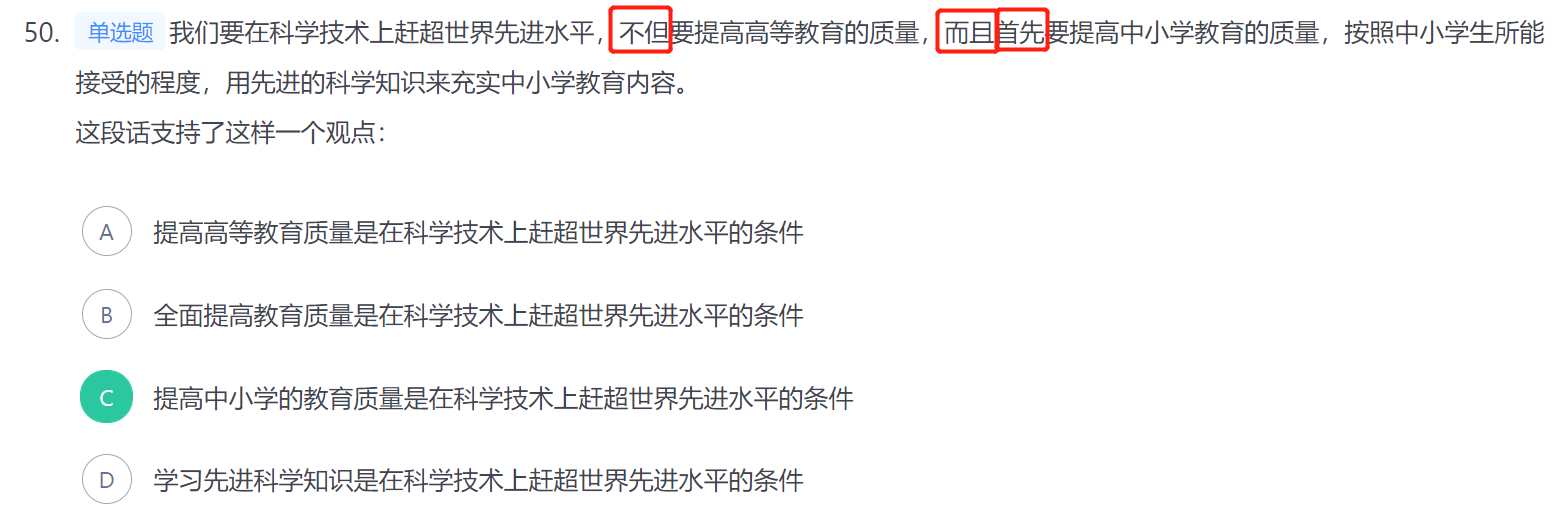 50. 单选题 我们要在科学技术上赶超世界先进水平，不但要提高高等教育的质量，而且首先要提高中小学教育的质量，按照中小学生所能
接受的程度，用先进的科学知识来充实中小学教育内容。
这段话支持了这样一个观点：
A 提高高等教育质量是在科学技术上赶超世界先进水平的条件
B 全面提高教育质量是在科学技术上赶超世界先进水平的条件
C 提高中小学的教育质量是在科学技术上赶超世界先进水平的条件
D 学习先进科学知识是在科学技术上赶超世界先进水平的条件